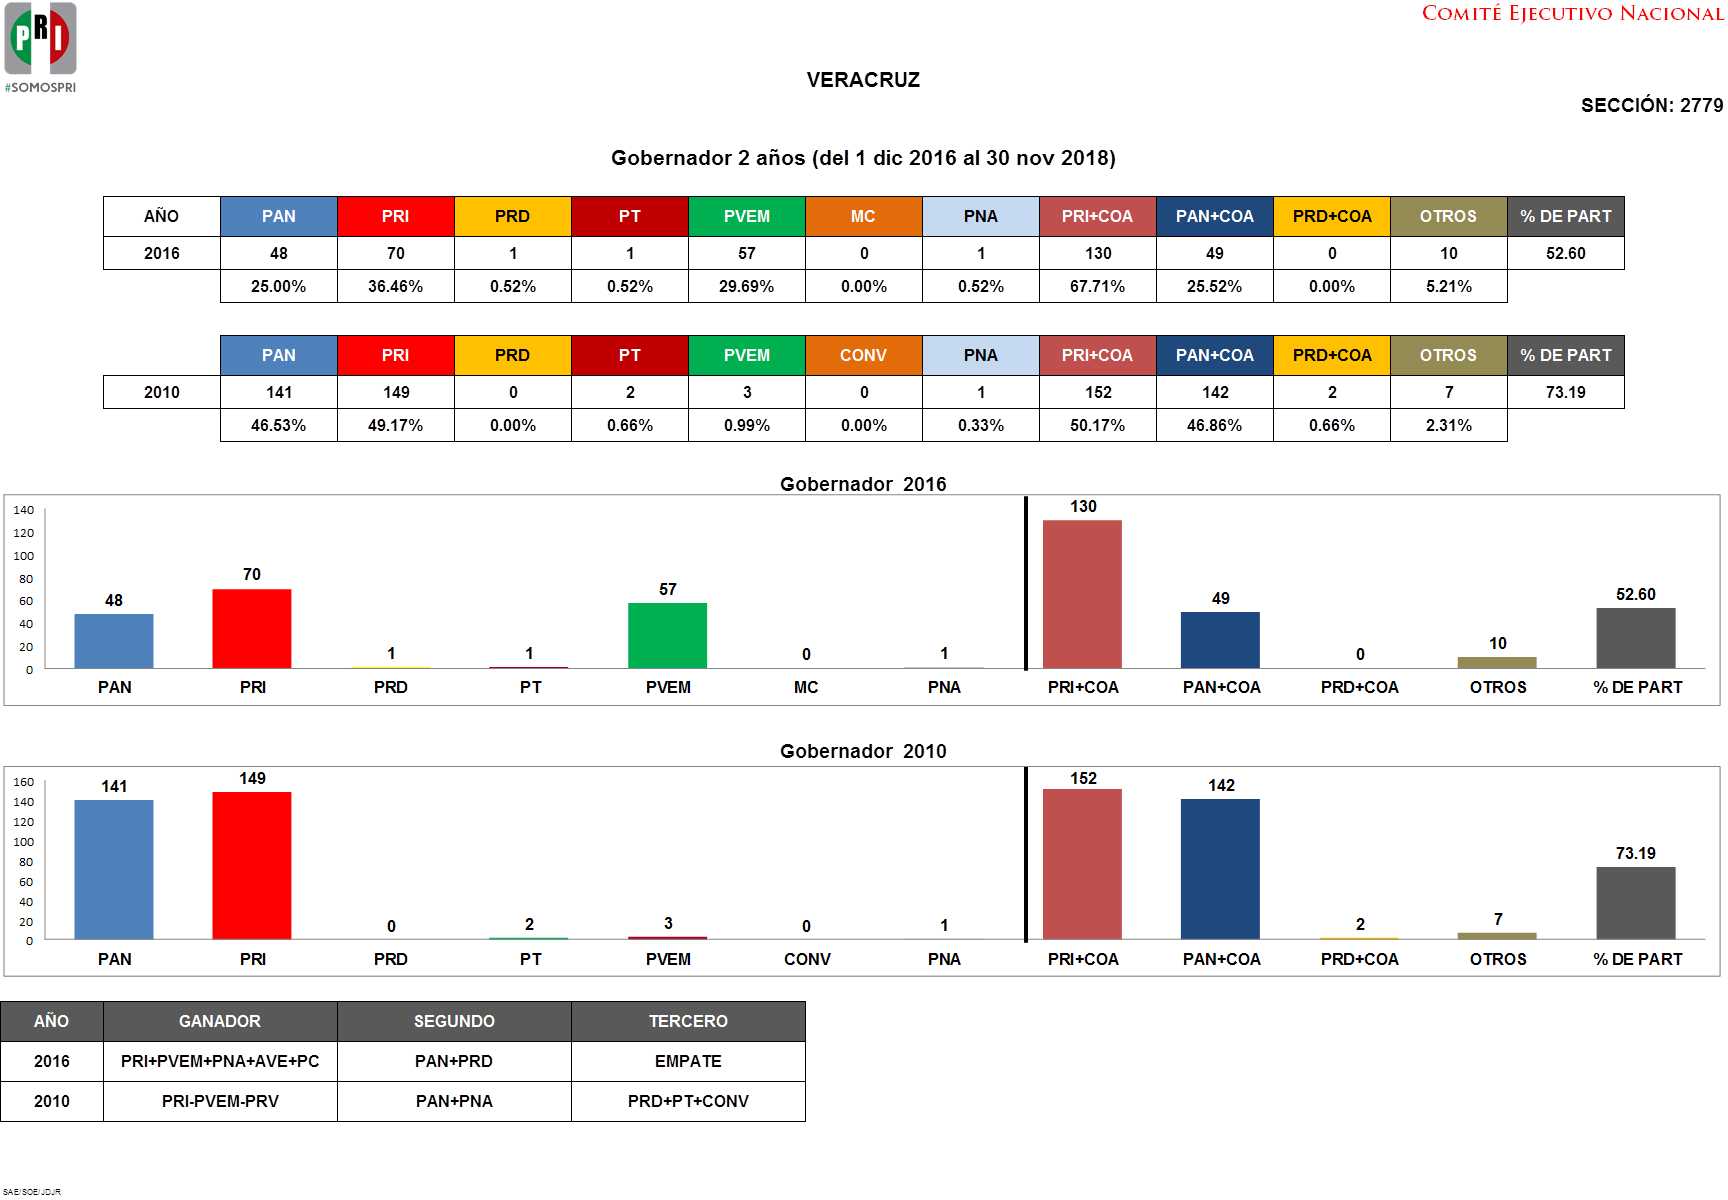 PRI
#SOMOSPRI
COMITÉ EJECUTIVO NACIONAL
VERACRUZ
SECCIÓN: 2779
Gobernador 2 años (del 1 dic 2016 al 30 nov 2018)
AÑO PAN PRI PRD PT PVEM MC PNA PRI+COA PAN+COA PRD+COA OTROS % DE PART
2016 48 70 1 1 57 0 1 130 49 0 10 52.60
25.00% 36.46% 0.52% 0.52% 29.69% 0.00% 0.52% 67.71% 25.52% 0.00% 5.21%
PAN PRI PRD PT PVEM CONV PNA PRI+COA PAN+COA PRD+COA OTROS % DE PART
2010 141 149 0 2 3 0 1 152 142 2 7 73.19
46.53% 49.17% 0.00% 0.66% 0.99% 0.00% 0.33% 50.17% 46.86% 0.66% 2.31%
Gobernador 2016
140
120
100
80
60
40
20
0
48 70 1 1 57 0 1 130 49 0 10 52.60
PAN PRI PRD PT PVEM MC PNA PRI+COA PAN+COA PRD+COA OTROS % DE PART
Gobernador 2010
160
140
120
100
80
60
40
20
0
141 149 0 2 3 0 1 152 142 2 7 73.19
PAN PRI PRD PT PVEM CONV PNA PRI+COA PAN+COA PRD+COA OTROS % DE PART
AÑO GANADOR SEGUNDO TERCERO
2016 PRI+PVEM+PNA+AVE+PC PAN+PRD EMPATE
2010 PRI-PVEM-PRV PAN+PNA PRD+PT+CONV
SAE/SOE/JDJR